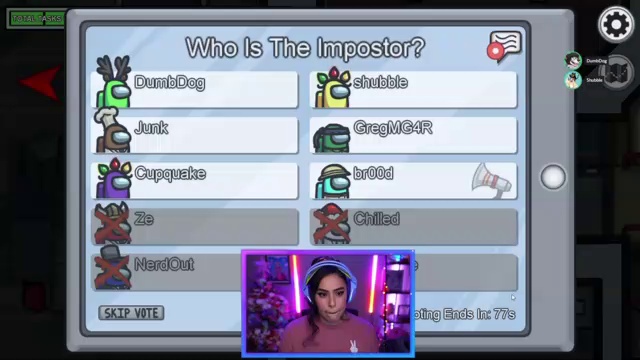 TOTAL TASKS
Who Is The Impostor?
DumbDog
shubble
DumbDog
Shubble
Junk
GregMG4R
Cupquake
br00d
Ze
Chilled
NerdOut
SKIP VOTE
oting Ends In: 77s